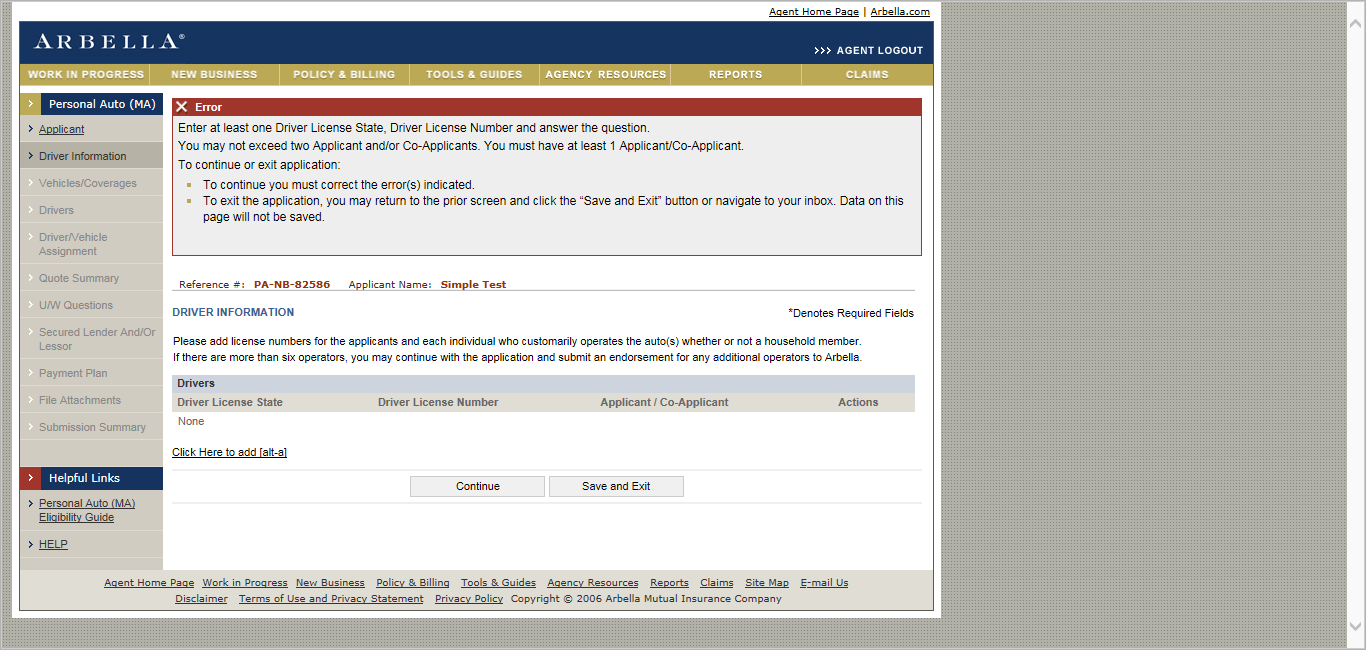 Agent Home Page | Arbella.com
ARBELLA®
>>> AGENT LOGOUT
WORK IN PROGRESS NEW BUSINESS POLICY & BILLING TOOLS & GUIDES AGENCY RESOURCES REPORTS CLAIMS
Personal Auto (MA)
Applicant
Driver Information
Vehicles/Coverages
Drivers
Driver/Vehicle
Assignment
Quote Summary
U/W Questions
Secured Lender And/Or
Lessor
Payment Plan
File Attachments
Submission Summary
Helpful Links
Personal Auto (MA)
Eligibility Guide
HELP
Error
Enter at least one Driver License State, Driver License Number and answer the question.
You may not exceed two Applicant and/or Co-Applicants. You must have at least 1 Applicant/Co-Applicant.
To continue or exit application:
To continue you must correct the error(s) indicated.
To exit the application, you may return to the prior screen and click the “Save and Exit” button or navigate to your inbox. Data on this
page will not be saved.
Reference #: PA-NB-82586 Applicant Name: Simple Test
DRIVER INFORMATION
*Denotes Required Fields
Please add license numbers for the applicants and each individual who customarily operates the auto(s) whether or not a household member.
If there are more than six operators, you may continue with the application and submit an endorsement for any additional operators to Arbella.
Drivers
Driver License State Driver License Number Applicant / Co-Applicant Actions
None
Click Here to add [alt-a]
Continue Save and Exit
Agent Home Page Work in Progress New Business Policy & Billing Tools & Guides Agency Resources Reports Claims Site Map E-mail Us
Disclaimer Terms of Use and Privacy Statement Privacy Policy Copyright © 2006 Arbella Mutual Insurance Company